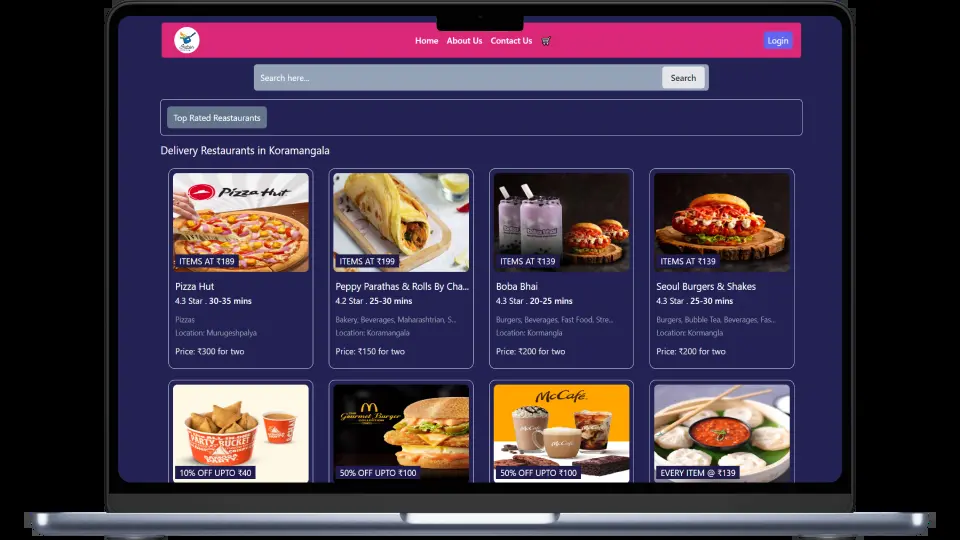 Home About Us Contact Us
Login
Search here...
Search
Top Rated Reastaurants
Delivery Restaurants in Koramangala
Pizza Hut
ITEMS AT ₹189
ITEMS AT ₹199
ITEMS AT ₹139
ITEMS AT ₹139
Pizza Hut
4.3 Star . 30-35 mins
Pizzas
Location: Murugeshpalya
Price: ₹300 for two
Peppy Parathas & Rolls By Cha...
4.2 Star . 25-30 mins
Bakery, Beverages, Maharashtrian, S...
Location: Koramangala
Price: ₹150 for two
Boba Bhai
4.3 Star . 20-25 mins
Burgers, Beverages, Fast Food, Stre...
Location: Kormangla
Price: ₹200 for two
Seoul Burgers & Shakes
4.3 Star . 25-30 mins
Burgers, Bubble Tea, Beverages, Fas...
Location: Kormangla
Price: ₹200 for two
PARTY BUCKET
10% OFF UPTO ₹40
Gourmet Burger
50% OFF UPTO ₹100
McCafé
50% OFF UPTO ₹100
EVERY ITEM @ ₹139